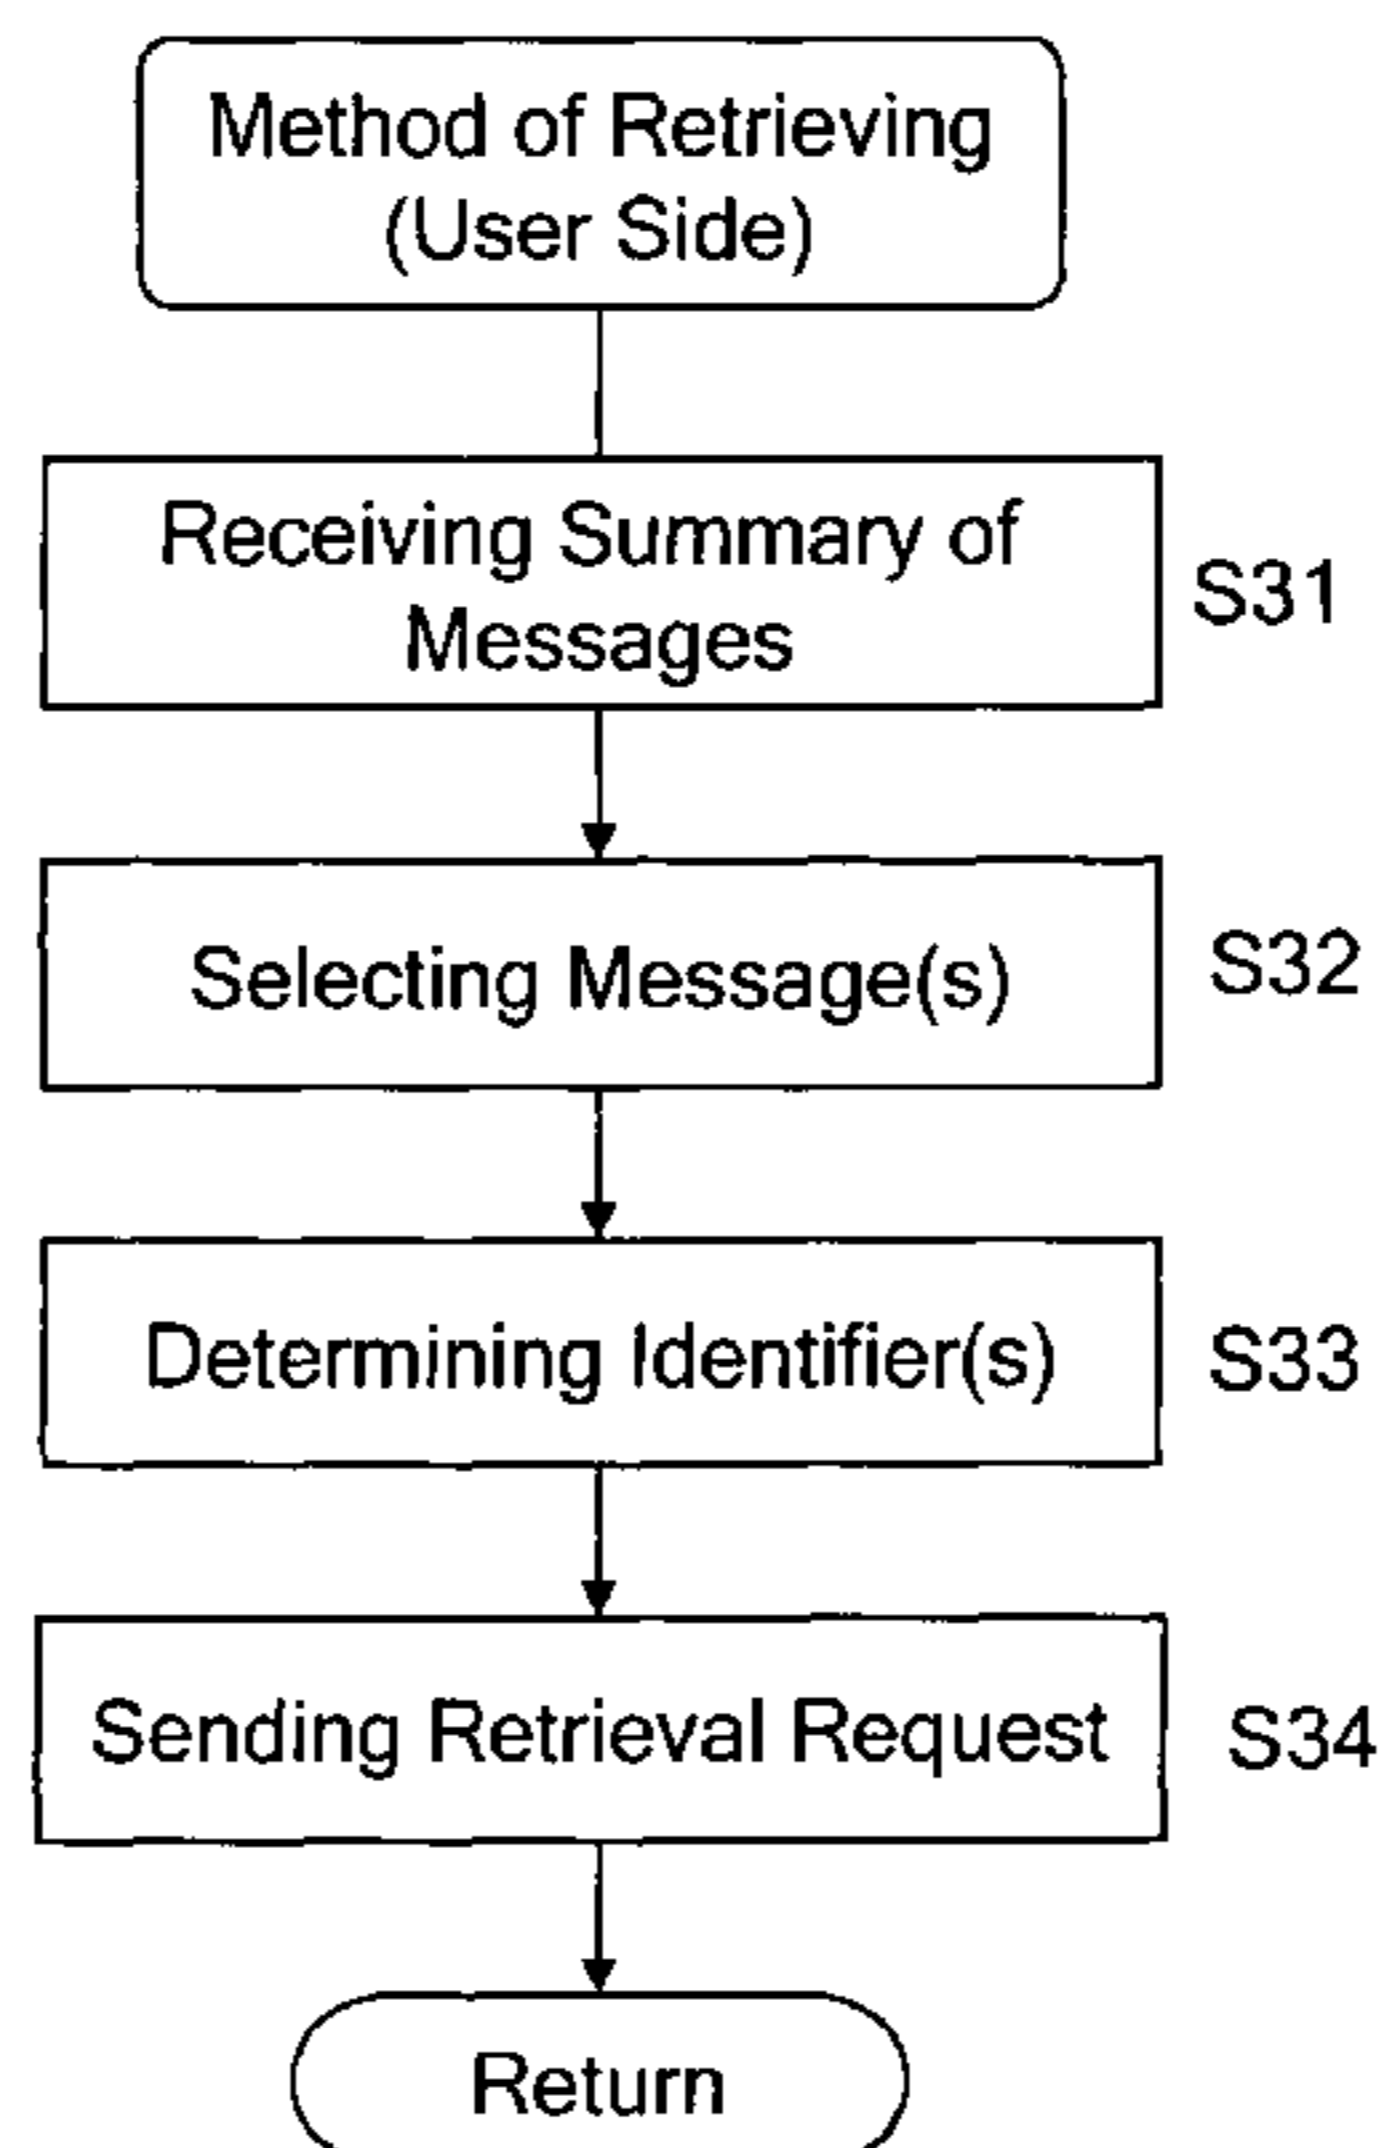 Method of Retrieving
(User Side)
Receiving Summary of
Messages
S31
Selecting Message(s)
S32
Determining Identifier(s)
S33
Sending Retrieval Request
S34
Return